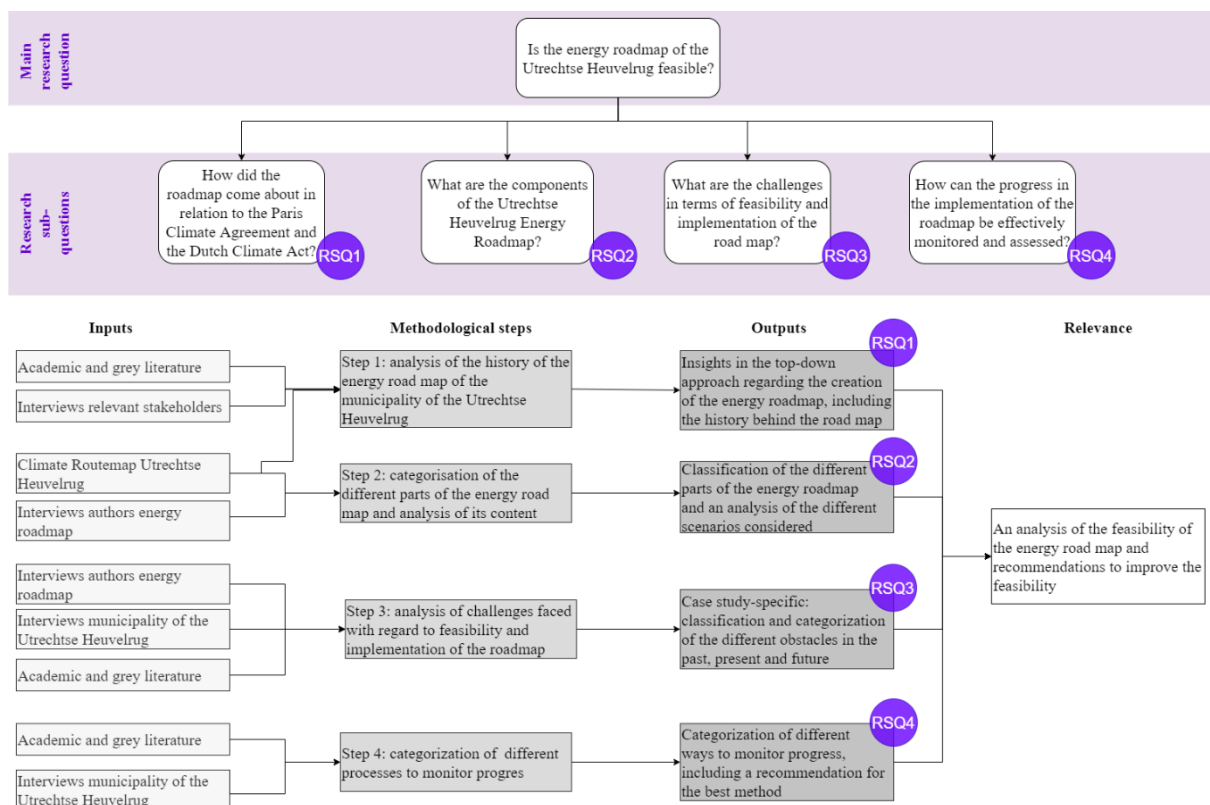 Main
research
question
Is the energy roadmap of the
Utrechtse Heuvelrug feasible?
Research
sub-
questions
How did the
roadmap come about in
relation to the Paris
Climate Agreement and
the Dutch Climate Act?
RSQ1
What are the components
of the Utrechtse
Heuvelrug Energy
Roadmap?
RSQ2
What are the challenges
in terms of feasibility and
implementation of the
road map?
RSQ3
How can the progress in
the implementation of the
roadmap be effectively
monitored and assessed?
RSQ4
Inputs
Methodological steps
Outputs
Relevance
Academic and grey literature
Interviews relevant stakeholders
Step 1: analysis of the history of the
energy road map of the
municipality of the Utrechtse
Heuvelrug
RSQ1
Insights in the top-down
approach regarding the creation
of the energy roadmap, including
the history behind the road map
Climate Routemap Utrechtse
Heuvelrug
Interviews authors energy
roadmap
Step 2: categorisation of the
different parts of the energy road
map and analysis of its content
RSQ2
Classification of the different
parts of the energy roadmap
and an analysis of the different
scenarios considered
An analysis of the feasibility of
the energy road map and
recommendations to improve the
feasibility
Interviews authors energy
roadmap
Interviews municipality of the
Utrechtse Heuvelrug
Academic and grey literature
Step 3: analysis of challenges faced
with regard to feasibility and
implementation of the roadmap
RSQ3
Case study-specific:
classification and categorization
of the different obstacles in the
past, present and future
Academic and grey literature
Interviews municipality of the
Utrechtse Heuvelrug
Step 4: categorization of different
processes to monitor progres
RSQ4
Categorization of different
ways to monitor progress,
including a recommendation for
the best method